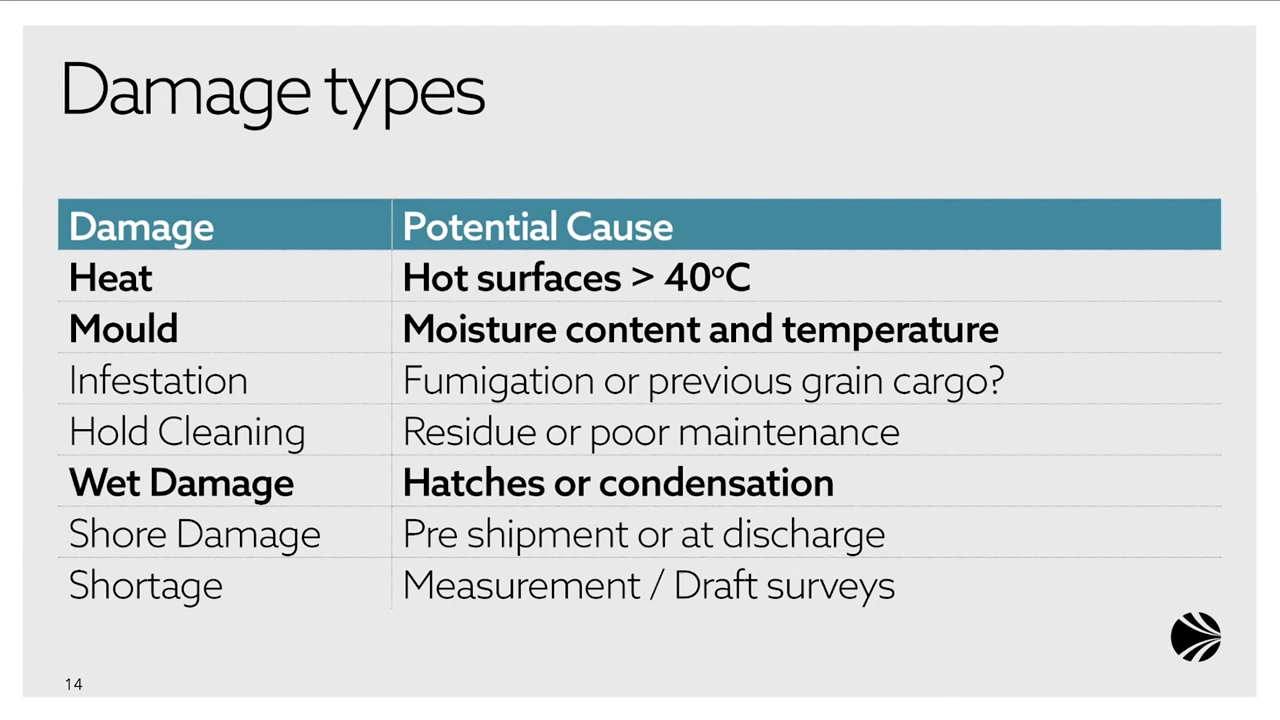 Damage types
Damage Potential Cause
Heat Hot surfaces > 40°C
Mould Moisture content and temperature
Infestation Fumigation or previous grain cargo?
Hold Cleaning Residue or poor maintenance
Wet Damage Hatches or condensation
Shore Damage Pre shipment or at discharge
Shortage Measurement / Draft surveys
14